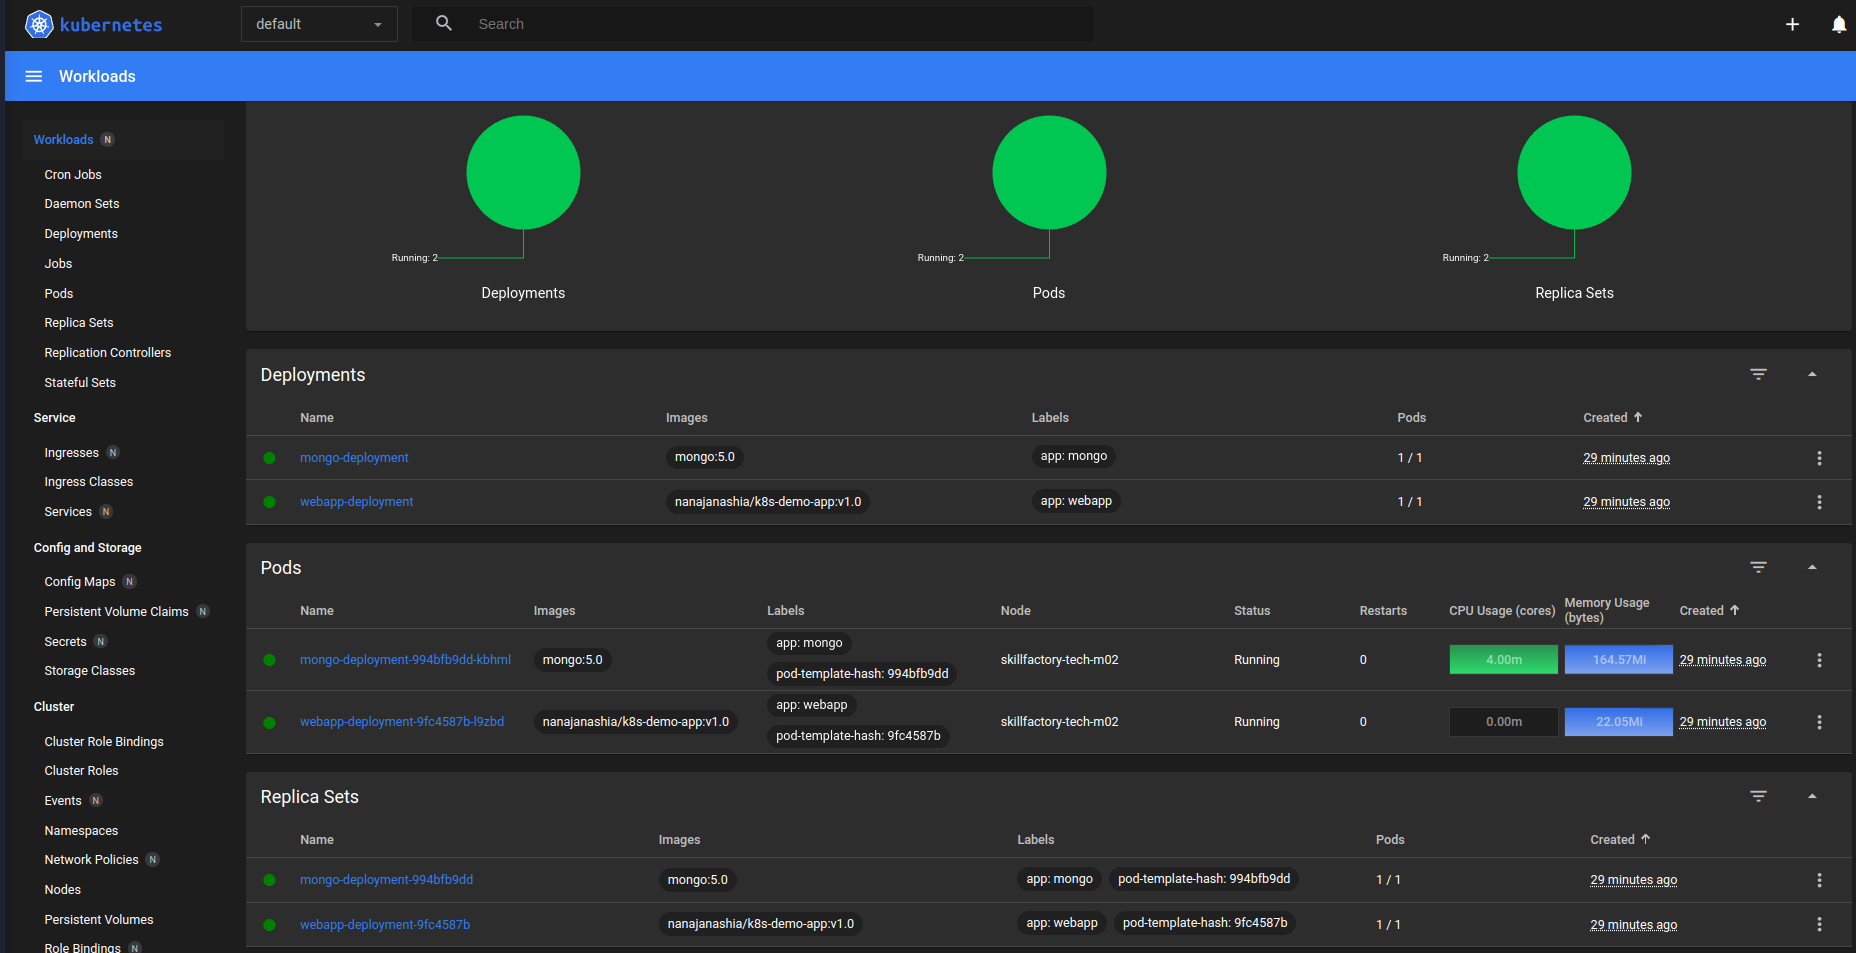 kubernetes
default
Search
Workloads
Workloads N
Cron Jobs
Daemon Sets
Deployments
Jobs
Pods
Replica Sets
Replication Controllers
Stateful Sets
Service
Ingresses N
Ingress Classes
Services N
Config and Storage
Config Maps N
Persistent Volume Claims N
Secrets N
Storage Classes
Cluster
Cluster Role Bindings
Cluster Roles
Events N
Namespaces
Network Policies N
Nodes
Persistent Volumes
Role Bindings N
Running: 2 Running: 2 Running: 2
Deployments Pods Replica Sets
Deployments
Name Images Labels Pods Created
mongo-deployment mongo:5.0 app: mongo 1 / 1 29 minutes ago
webapp-deployment nanajanashia/k8s-demo-app:v1.0 app: webapp 1 / 1 29 minutes ago
Pods
Name Images Labels Node Status Restarts CPU Usage (cores) Memory Usage (bytes) Created
mongo-deployment-994bfb9dd-kbhml mongo:5.0 app: mongo pod-template-hash: 994bfb9dd skillfactory-tech-m02 Running 0 4.00m 164.57Mi 29 minutes ago
webapp-deployment-9fc4587b-l9zbd nanajanashia/k8s-demo-app:v1.0 app: webapp pod-template-hash: 9fc4587b skillfactory-tech-m02 Running 0 0.00m 22.05Mi 29 minutes ago
Replica Sets
Name Images Labels Pods Created
mongo-deployment-994bfb9dd mongo:5.0 app: mongo pod-template-hash: 994bfb9dd 1 / 1 29 minutes ago
webapp-deployment-9fc4587b nanajanashia/k8s-demo-app:v1.0 app: webapp pod-template-hash: 9fc4587b 1 / 1 29 minutes ago